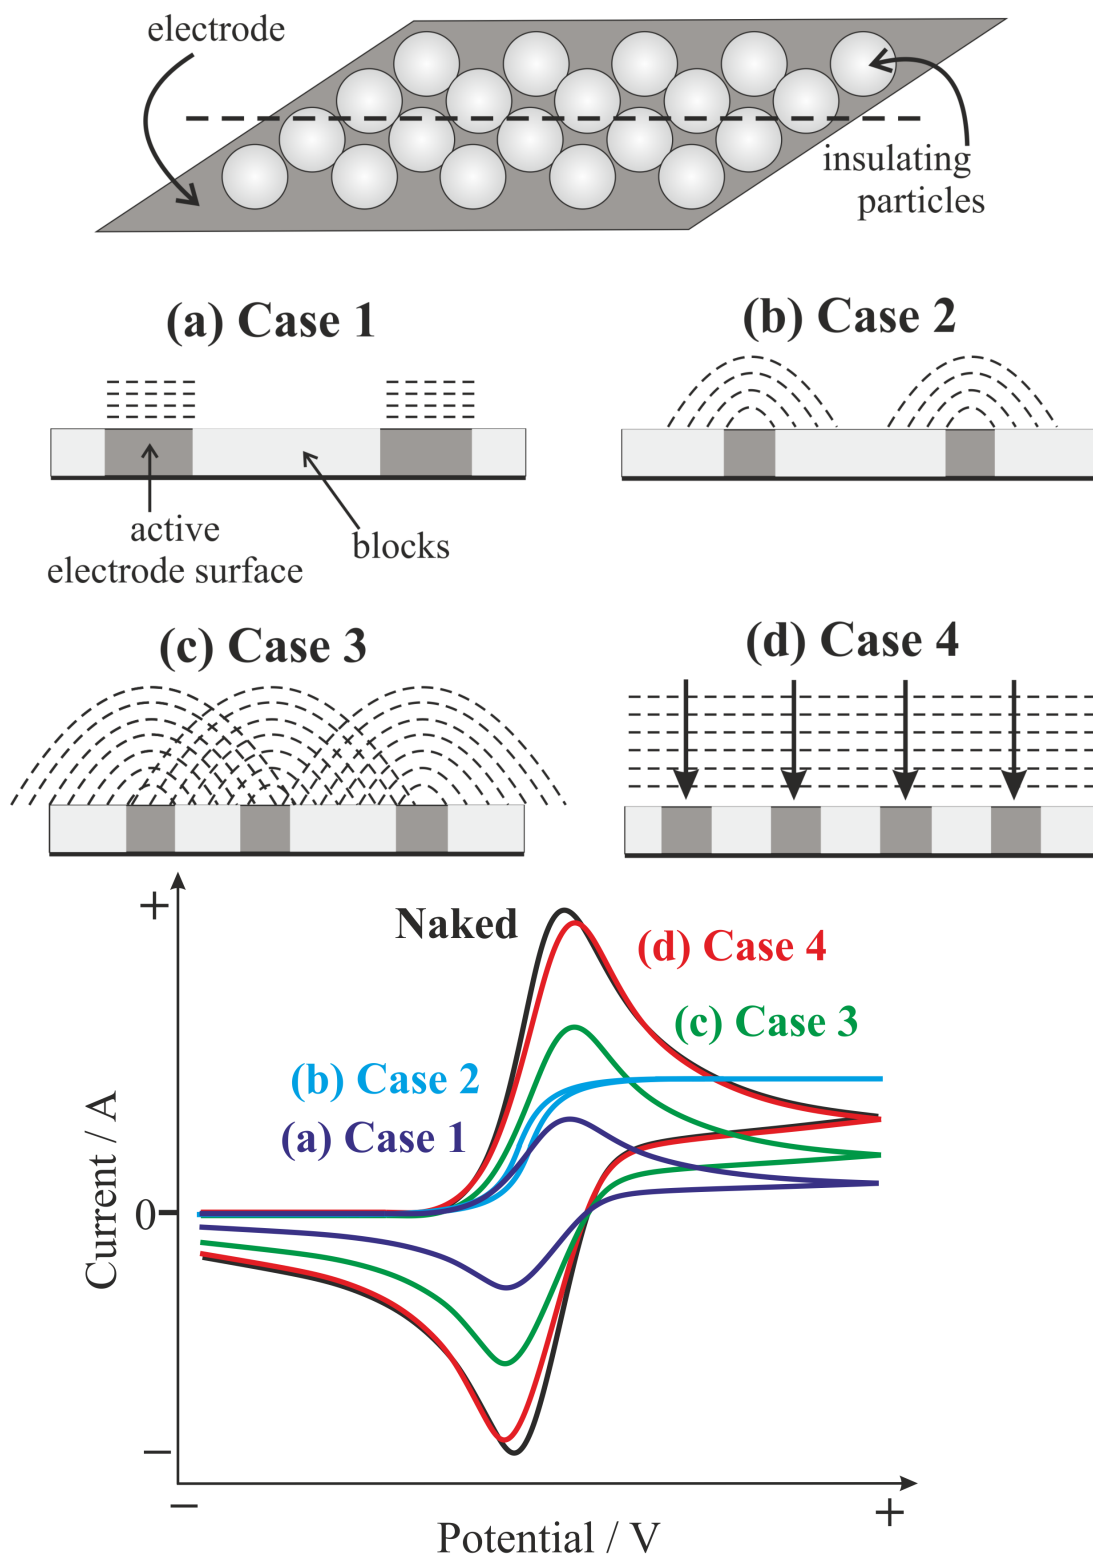 electrode
insulating
particles
(a) Case 1
(b) Case 2
active
electrode surface
blocks
(c) Case 3
(d) Case 4
+
Naked
(d) Case 4
(c) Case 3
(b) Case 2
(a) Case 1
Current / A
0
−
−
+
Potential / V